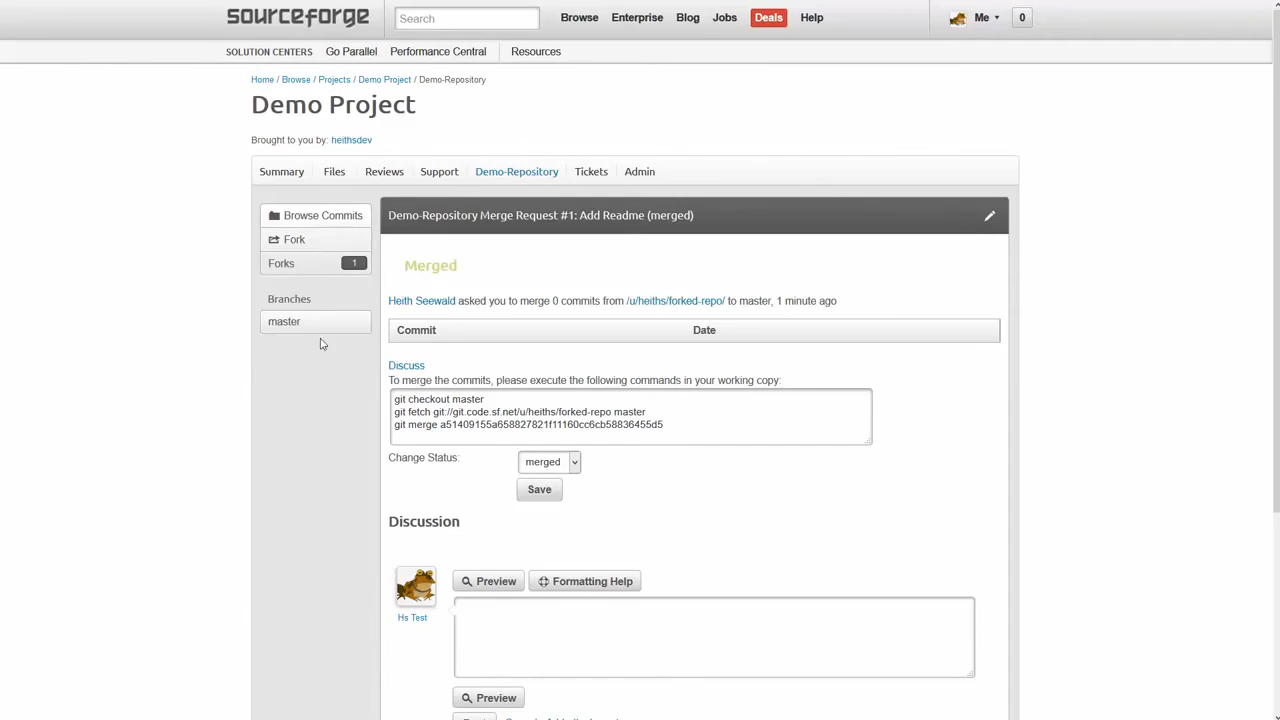 sourceforge
Search
Browse Enterprise Blog Jobs Deals Help
Me
0
SOLUTION CENTERS Go Parallel Performance Central Resources
Home / Browse / Projects / Demo Project / Demo-Repository
Demo Project
Brought to you by: heithsdev
Summary Files Reviews Support Demo-Repository Tickets Admin
Browse Commits
Fork
Forks 1
Branches
master
Demo-Repository Merge Request #1: Add Readme (merged)
Merged
Heith Seewald asked you to merge 0 commits from /u/heiths/forked-repo/ to master, 1 minute ago
Commit Date
Discuss
To merge the commits, please execute the following commands in your working copy:
git checkout master
git fetch git://git.code.sf.net/u/heiths/forked-repo master
git merge a51409155a658827821f11160cc6cb58836455d5
Change Status: merged
Save
Discussion
Preview Formatting Help
Hs Test
Preview